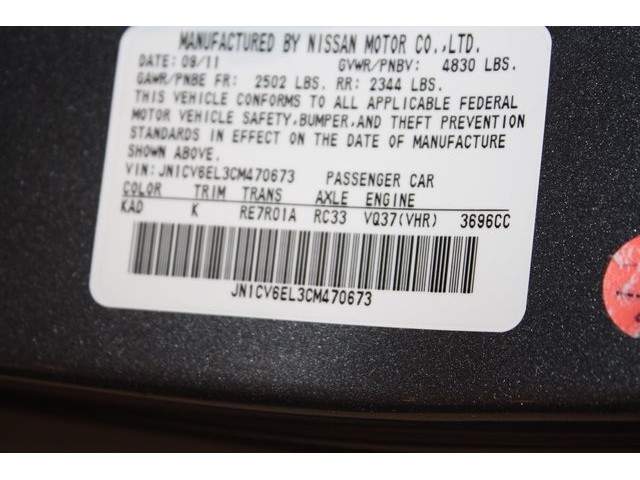 MANUFACTURED BY NISSAN MOTOR CO.,LTD.
DATE: 09/11 GVWR/PNBV: 4830 LBS.
GAWR/PNBE FR: 2502 LBS. RR: 2344 LBS.
THIS VEHICLE CONFORMS TO ALL APPLICABLE FEDERAL
MOTOR VEHICLE SAFETY,BUMPER,AND THEFT PREVENTION
STANDARDS IN EFFECT ON THE DATE OF MANUFACTURE
SHOWN ABOVE.
VIN:JN1CV6EL3CM470673 PASSENGER CAR
COLOR TRIM TRANS AXLE ENGINE
KAD K RE7R01A RC33 VQ37(VHR) 3696CC
JN1CV6EL3CM470673